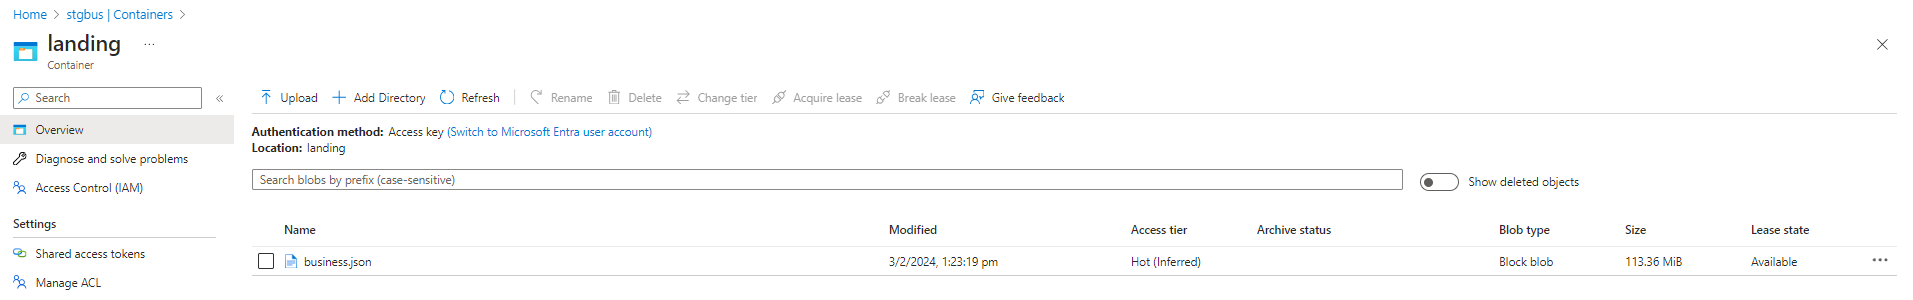 Home > stgbus | Containers >
landing ...
Container
Search «
Overview
Diagnose and solve problems
Access Control (IAM)
Settings
Shared access tokens
Manage ACL
Upload Add Directory Refresh Rename Delete Change tier Acquire lease Break lease Give feedback
Authentication method: Access key (Switch to Microsoft Entra user account)
Location: landing
Search blobs by prefix (case-sensitive) Show deleted objects
Name Modified Access tier Archive status Blob type Size Lease state
business.json 3/2/2024, 1:23:19 pm Hot (Inferred) Block blob 113.36 MiB Available ...